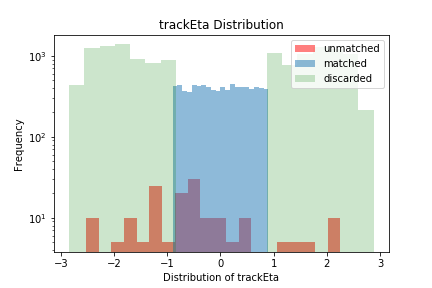 trackEta Distribution
unmatched
matched
discarded
Frequency
10³
10²
10¹
−3 −2 −1 0 1 2 3
Distribution of trackEta